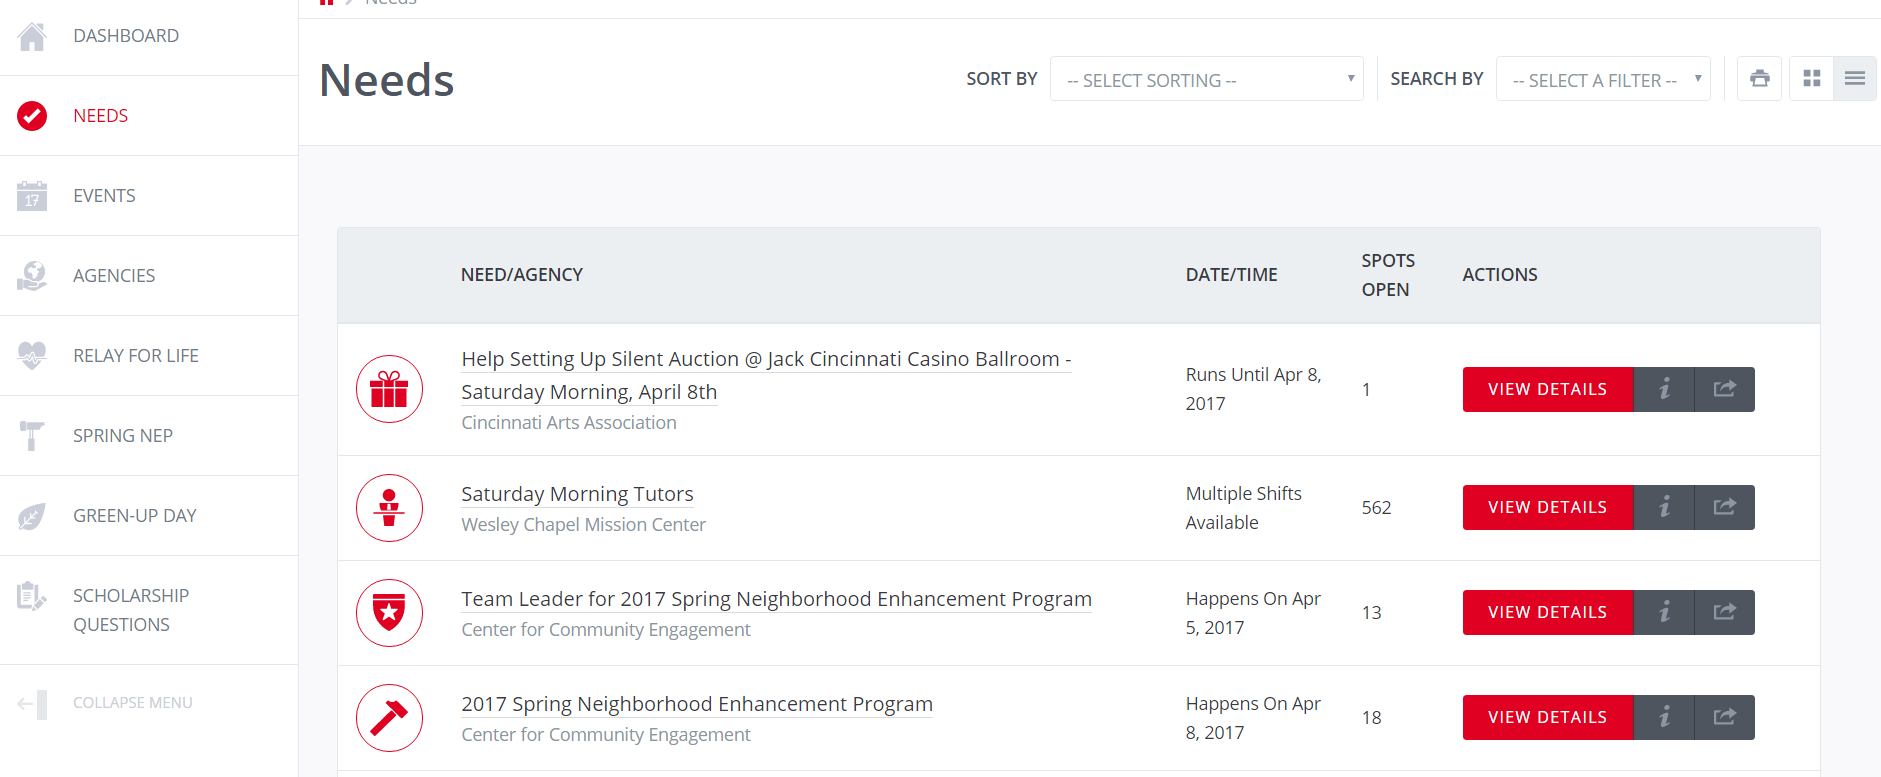 Needs
DASHBOARD
NEEDS
17
EVENTS
AGENCIES
RELAY FOR LIFE
SPRING NEP
GREEN-UP DAY
SCHOLARSHIP
QUESTIONS
COLLAPSE MENU
Needs
SORT BY
-- SELECT SORTING --
SEARCH BY
-- SELECT A FILTER --
NEED/AGENCY
DATE/TIME
SPOTS
OPEN
ACTIONS
Help Setting Up Silent Auction @ Jack Cincinnati Casino Ballroom -
Saturday Morning, April 8th
Cincinnati Arts Association
Runs Until Apr 8,
2017
1
VIEW DETAILS
i
Saturday Morning Tutors
Wesley Chapel Mission Center
Multiple Shifts
Available
562
VIEW DETAILS
i
Team Leader for 2017 Spring Neighborhood Enhancement Program
Center for Community Engagement
Happens On Apr
5, 2017
13
VIEW DETAILS
i
2017 Spring Neighborhood Enhancement Program
Center for Community Engagement
Happens On Apr
8, 2017
18
VIEW DETAILS
i